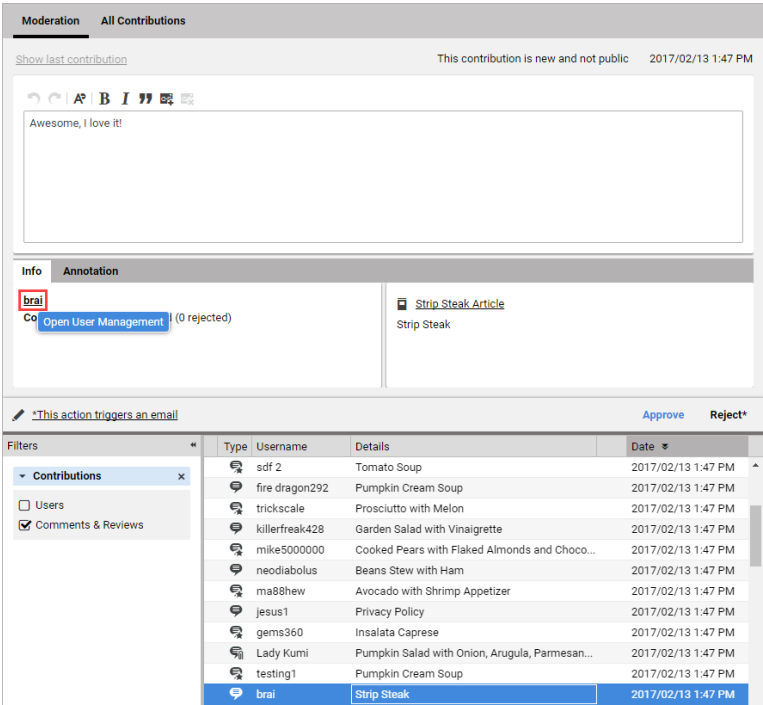 Moderation All Contributions
Show last contribution This contribution is new and not public 2017/02/13 1:47 PM
B I
Awesome, I love it!
Info Annotation
brai
Co Open User Management (0 rejected)
Strip Steak Article
Strip Steak
*This action triggers an email Approve Reject*
Filters
Contributions x
Users
Comments & Reviews
Type Username Details Date
sdf 2 Tomato Soup 2017/02/13 1:47 PM
fire dragon292 Pumpkin Cream Soup 2017/02/13 1:47 PM
trickscale Prosciutto with Melon 2017/02/13 1:47 PM
killerfreak428 Garden Salad with Vinaigrette 2017/02/13 1:47 PM
mike5000000 Cooked Pears with Flaked Almonds and Choco... 2017/02/13 1:47 PM
neodiabolus Beans Stew with Ham 2017/02/13 1:47 PM
ma88hew Avocado with Shrimp Appetizer 2017/02/13 1:47 PM
jesus1 Privacy Policy 2017/02/13 1:47 PM
gems360 Insalata Caprese 2017/02/13 1:47 PM
Lady Kumi Pumpkin Salad with Onion, Arugula, Parmesan... 2017/02/13 1:47 PM
testing1 Pumpkin Cream Soup 2017/02/13 1:47 PM
brai Strip Steak 2017/02/13 1:47 PM